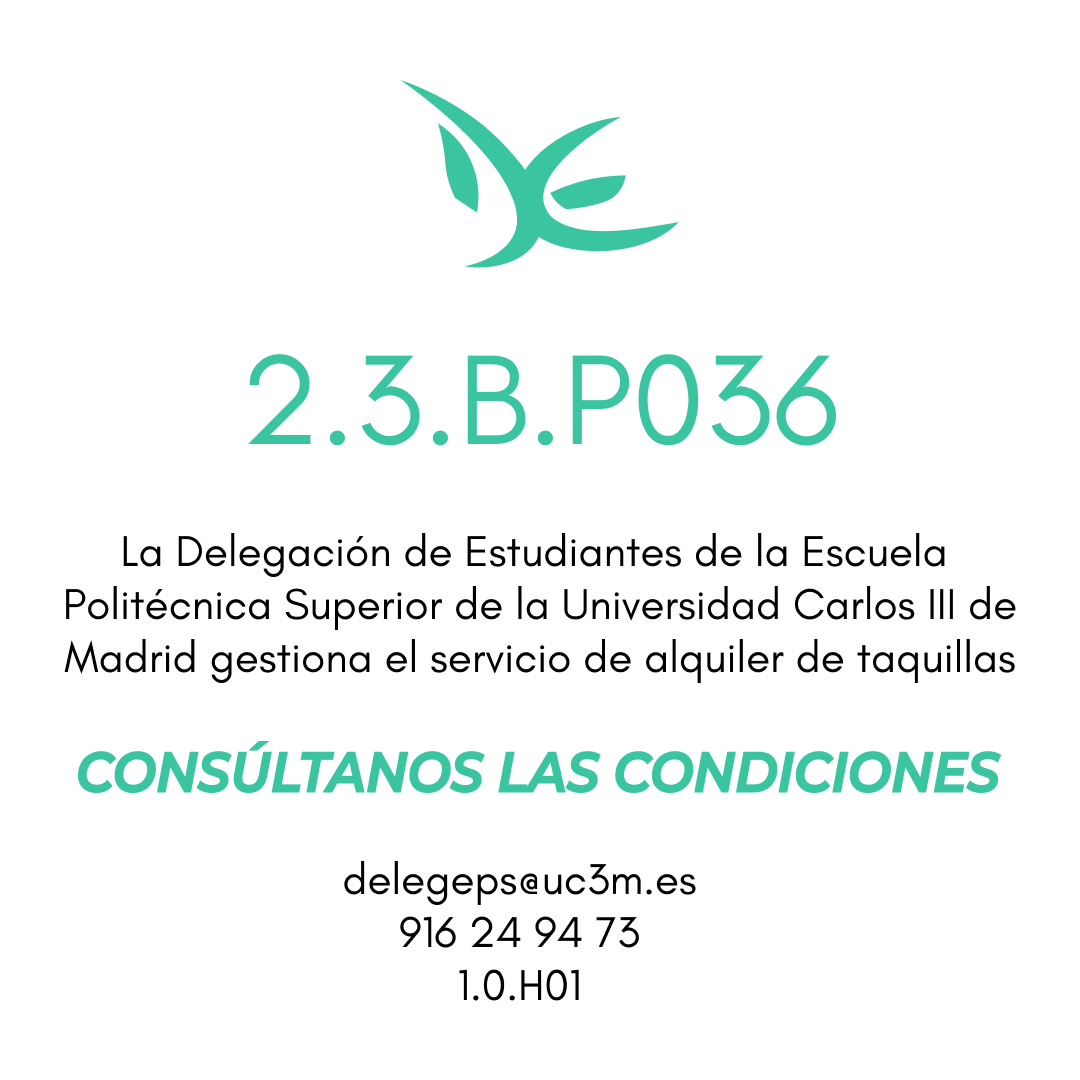 2.3.B.P036
La Delegación de Estudiantes de la Escuela
Politécnica Superior de la Universidad Carlos III de
Madrid gestiona el servicio de alquiler de taquillas
CONSÚLTANOS LAS CONDICIONES
delegeps@uc3m.es
916 24 94 73
1.0.H01